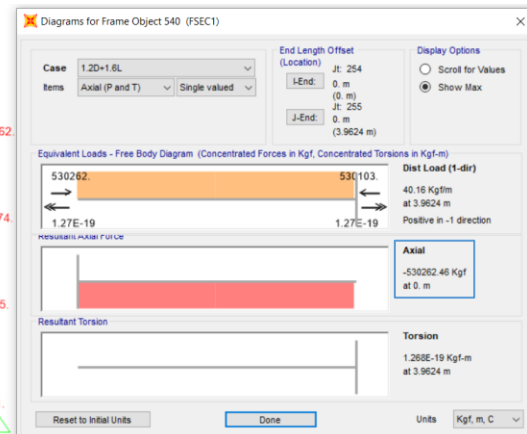 Diagrams for Frame Object 540 (FSEC1)
Case 1.2D+1.6L
Items Axial (P and T) Single valued
End Length Offset
(Location)
I-End: Jt: 254
0. m
(0. m)
J-End: Jt: 255
0. m
(3.9624 m)
Display Options
Scroll for Values
Show Max
Equivalent Loads - Free Body Diagram (Concentrated Forces in Kgf, Concentrated Torsions in Kgf-m)
530262. 530103.
1.27E-19 1.27E-19
Dist Load (1-dir)
40.16 Kgf/m
at 3.9624 m
Positive in -1 direction
Resultant Axial Force
Axial
-530262.46 Kgf
at 0. m
Resultant Torsion
Torsion
1.268E-19 Kgf-m
at 3.9624 m
Reset to Initial Units Done Units Kgf, m, C
62.
74.
5.